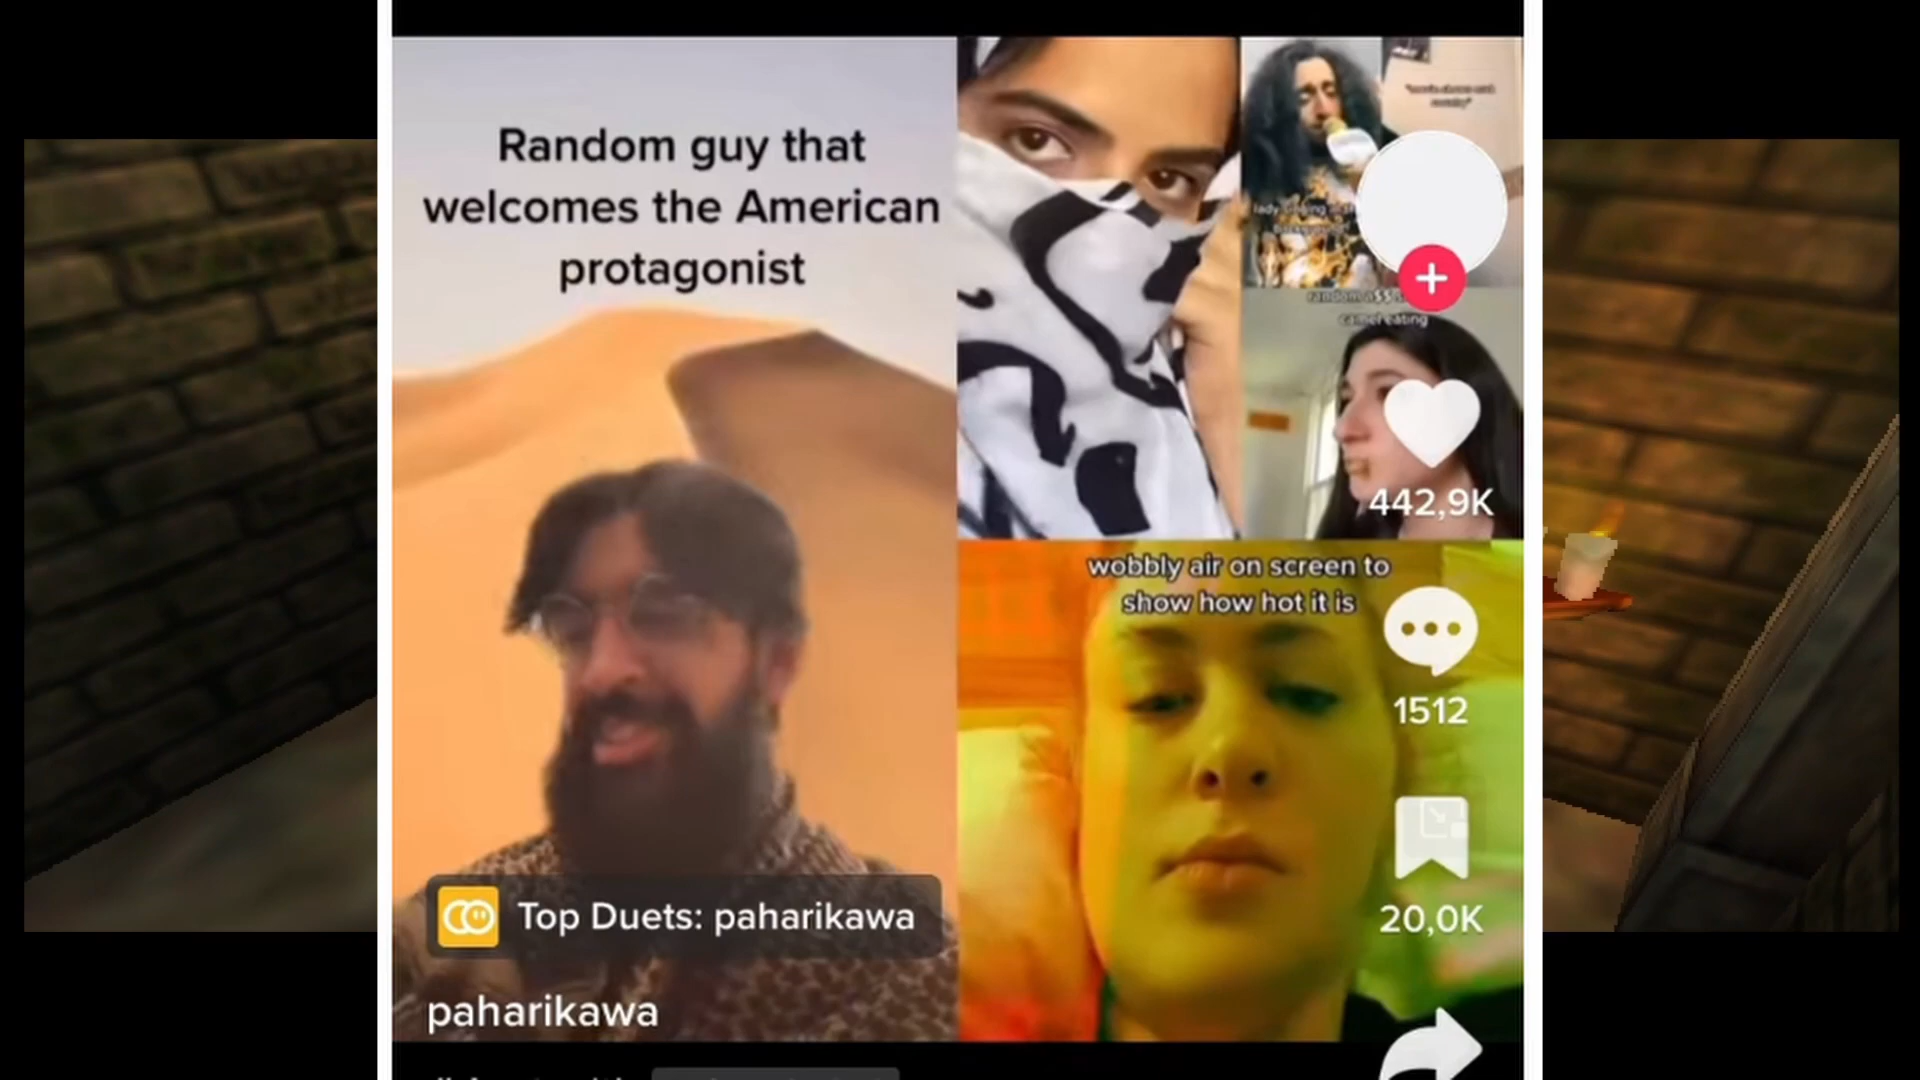 Random guy that
welcomes the American
protagonist
random a$$
camel eating
442,9K
wobbly air on screen to
show how hot it is
1512
20,0K
Top Duets: paharikawa
paharikawa